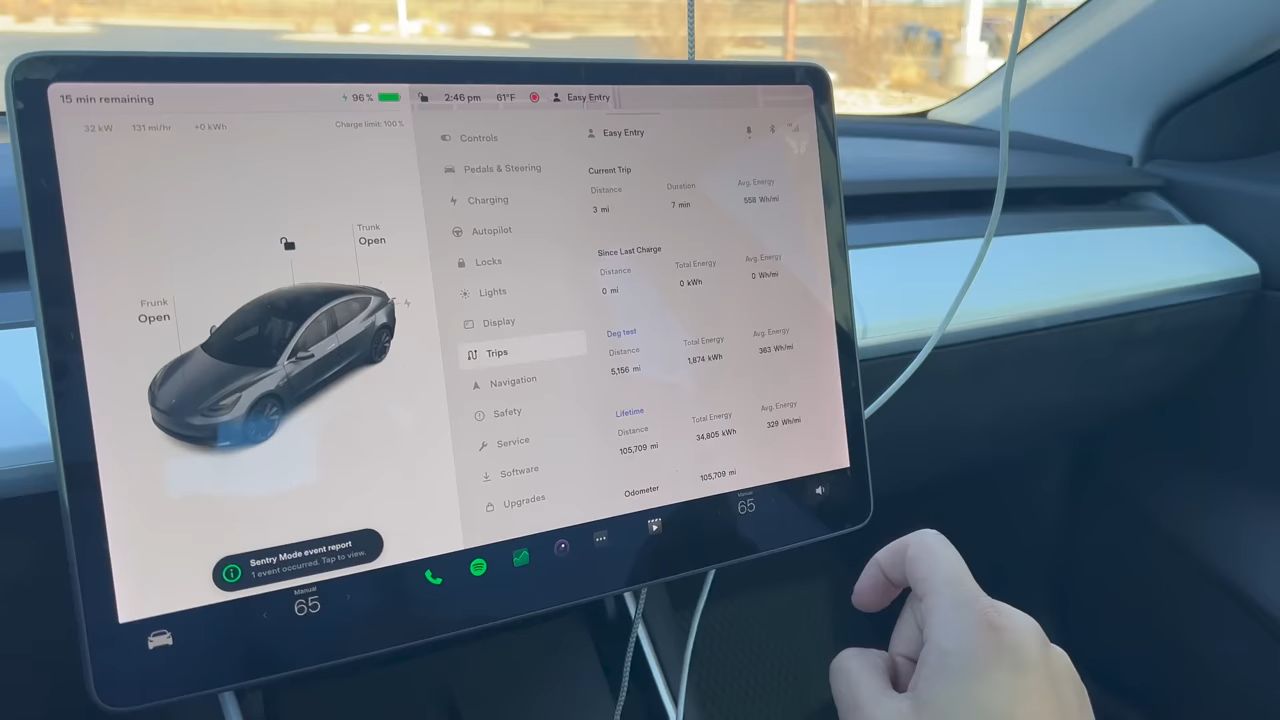 15 min remaining
96 %
2:46 pm
61°F
Easy Entry
32 kW
131 mi/hr
+0 kWh
Charge limit: 100 %
Trunk
Open
Frunk
Open
Controls
Pedals & Steering
Charging
Autopilot
Locks
Lights
Display
Trips
Navigation
Safety
Service
Software
Upgrades
Easy Entry
Current Trip
Distance
Duration
Avg. Energy
3 mi
7 min
558 Wh/mi
Since Last Charge
Distance
Total Energy
Avg. Energy
0 mi
0 kWh
0 Wh/mi
Deg test
Distance
Total Energy
Avg. Energy
5,156 mi
1,874 kWh
363 Wh/mi
Lifetime
Distance
Total Energy
Avg. Energy
105,709 mi
34,805 kWh
329 Wh/mi
Odometer
105,709 mi
Sentry Mode event report
1 event occurred. Tap to view.
Manual
65
Manual
65